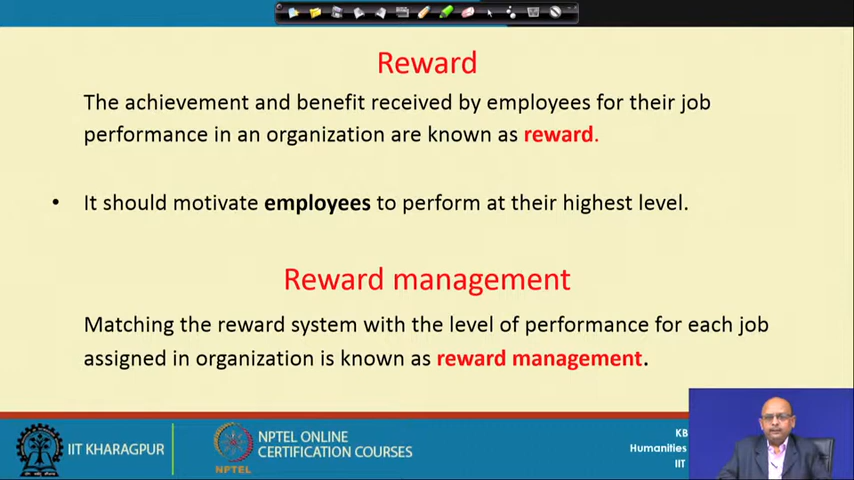 Reward
The achievement and benefit received by employees for their job
performance in an organization are known as reward.
• It should motivate employees to perform at their highest level.
Reward management
Matching the reward system with the level of performance for each job
assigned in organization is known as reward management.
IIT KHARAGPUR
NPTEL
NPTEL ONLINE
CERTIFICATION COURSES
KB
Humanities
IIT